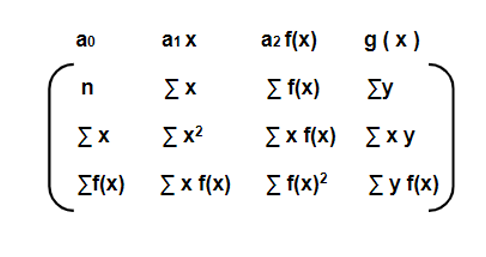 a0 a1 x a2 f(x) g ( x )
n ∑ x ∑ f(x) ∑y
∑ x ∑ x² ∑ x f(x) ∑ x y
∑f(x) ∑ x f(x) ∑ f(x)² ∑ y f(x)